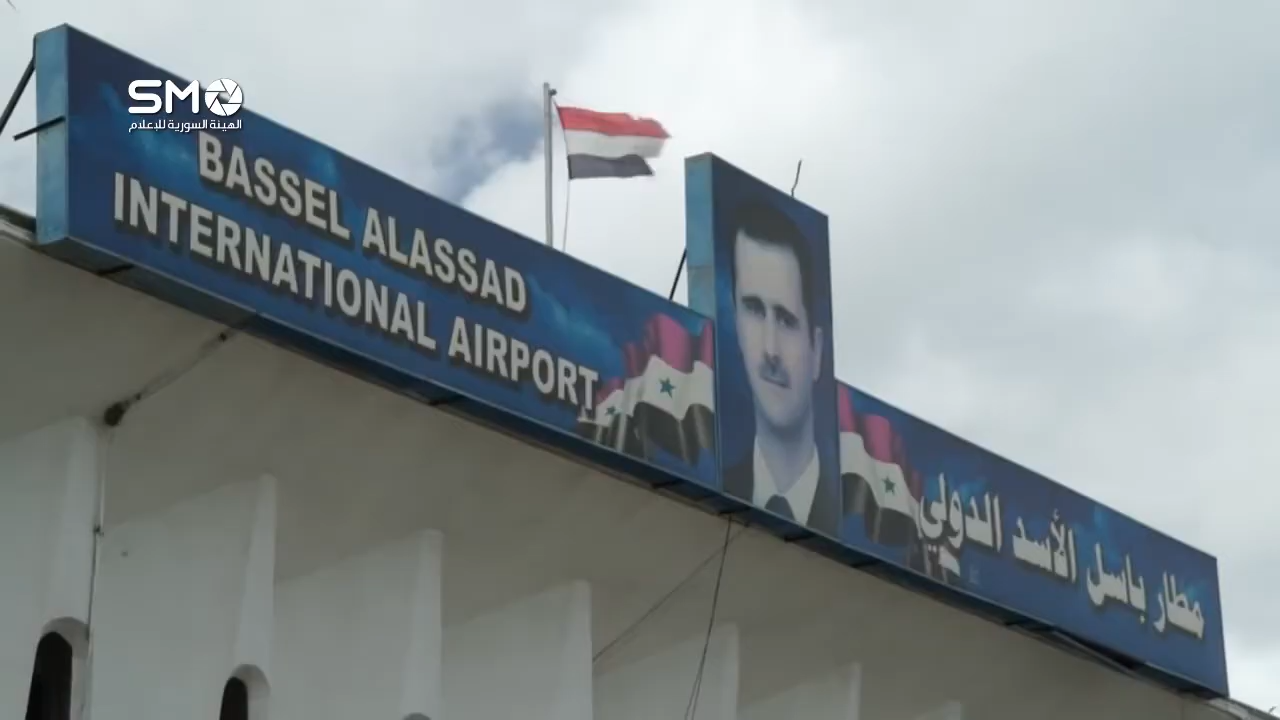 SMO
الهيئة السورية للإعلام
BASSEL ALASSAD
INTERNATIONAL AIRPORT
مطار باسل الأسد الدولي